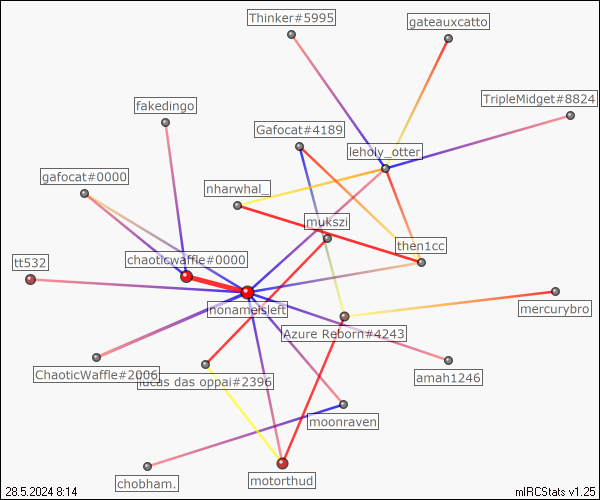 Thinker#5995
gateauxcatto
TripleMidget#8824
fakedingo
Gafocat#4189
leholy_otter
gafocat#0000
nharwhal_
mukszi
then1cc
chaoticwaffle#0000
tt532
nonameisleft
mercurybro
Azure Reborn#4243
ChaoticWaffle#2006
lucas das oppai#2396
amah1246
moonraven
chobham.
motorthud
28.5.2024 8:14
mIRCStats v1.25